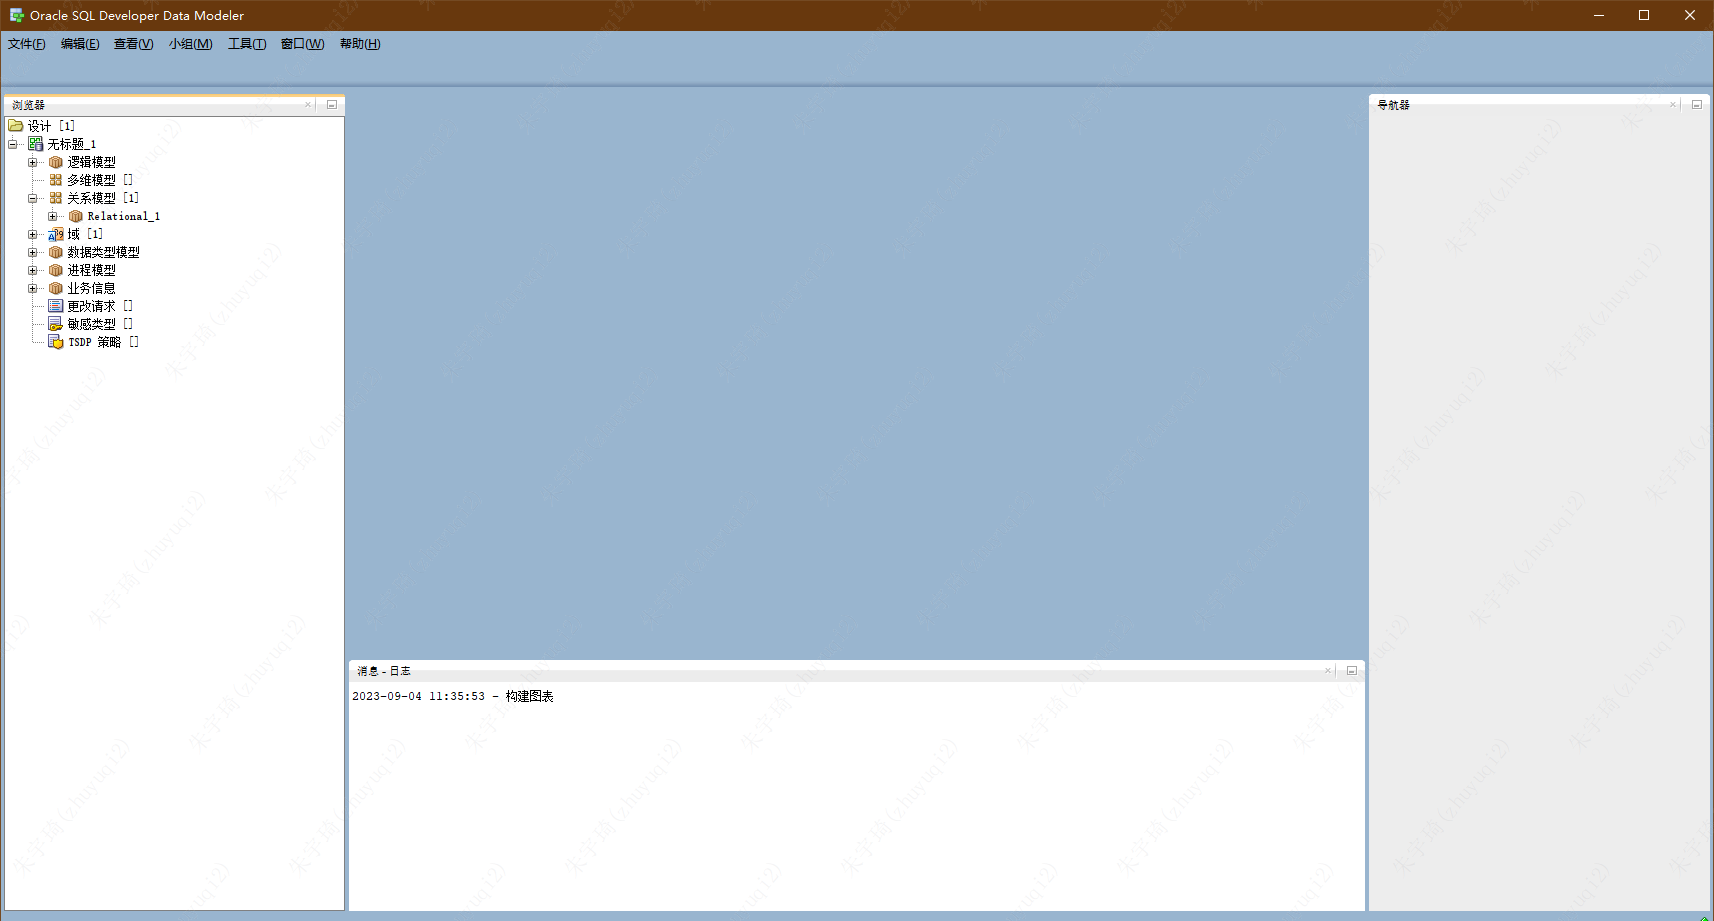 Oracle SQL Developer Data Modeler
文件(F) 编辑(E) 查看(V) 小组(M) 工具(T) 窗口(W) 帮助(H)
浏览器
设计 [1]
无标题_1
逻辑模型
多维模型 []
关系模型 [1]
Relational_1
域 [1]
数据类型模型
进程模型
业务信息
更改请求 []
敏感类型 []
TSDP 策略 []
消息 - 日志
2023-09-04 11:35:53 - 构建图表
导航器
朱宇琦(zhuyuqi2)